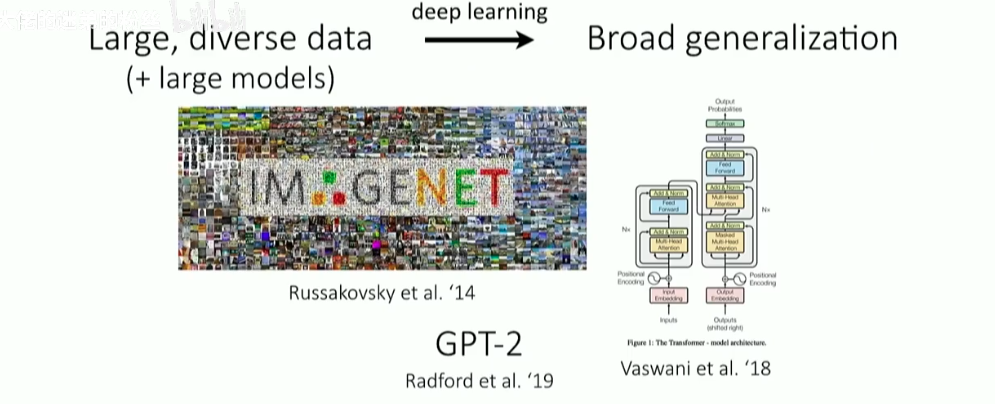 deep learning
Large, diverse data
Broad generalization
(+ large models)
IMAGENET
Russakovsky et al. ‘14
GPT-2
Radford et al. ‘19
Output
Probabilities
Softmax
Linear
Add & Norm
Feed
Forward
Add & Norm
Multi-Head
Attention
Add & Norm
Feed
Forward
Nx
Nx
Add & Norm
Multi-Head
Attention
Add & Norm
Masked
Multi-Head
Attention
Positional
Encoding
Positional
Encoding
Input
Embedding
Output
Embedding
Inputs
Outputs
(shifted right)
Figure 1: The Transformer - model architecture.
Vaswani et al. ‘18